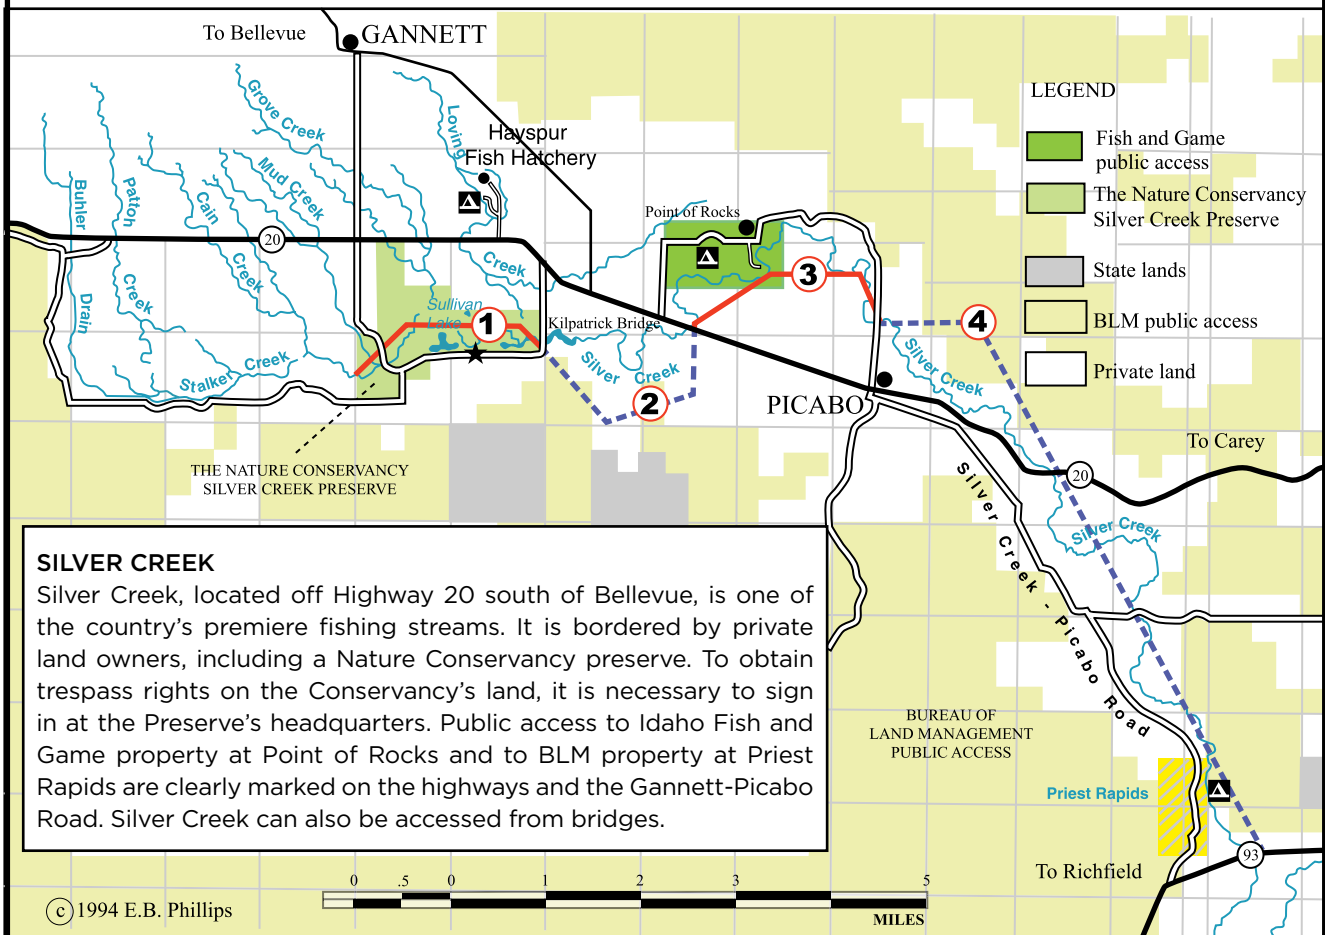 To Bellevue
GANNETT
Grove Creek
Loving
Creek
Hayspur
Fish Hatchery
Mud Creek
Buhler
Drain
Patton
Creek
Cain
Creek
20
Point of Rocks
Sullivan
Lake
1
Kilpatrick Bridge
Silver Creek
2
3
4
Stalker Creek
Silver Creek
PICABO
THE NATURE CONSERVANCY
SILVER CREEK PRESERVE
LEGEND
Fish and Game
public access
The Nature Conservancy
Silver Creek Preserve
State lands
BLM public access
Private land
To Carey
20
Silver Creek
Silver Creek - Picabo Road
BUREAU OF
LAND MANAGEMENT
PUBLIC ACCESS
Priest Rapids
To Richfield
93
SILVER CREEK
Silver Creek, located off Highway 20 south of Bellevue, is one of
the country's premiere fishing streams. It is bordered by private
land owners, including a Nature Conservancy preserve. To obtain
trespass rights on the Conservancy's land, it is necessary to sign
in at the Preserve's headquarters. Public access to Idaho Fish and
Game property at Point of Rocks and to BLM property at Priest
Rapids are clearly marked on the highways and the Gannett-Picabo
Road. Silver Creek can also be accessed from bridges.
0 .5 0 1 2 3 5
MILES
c 1994 E.B. Phillips